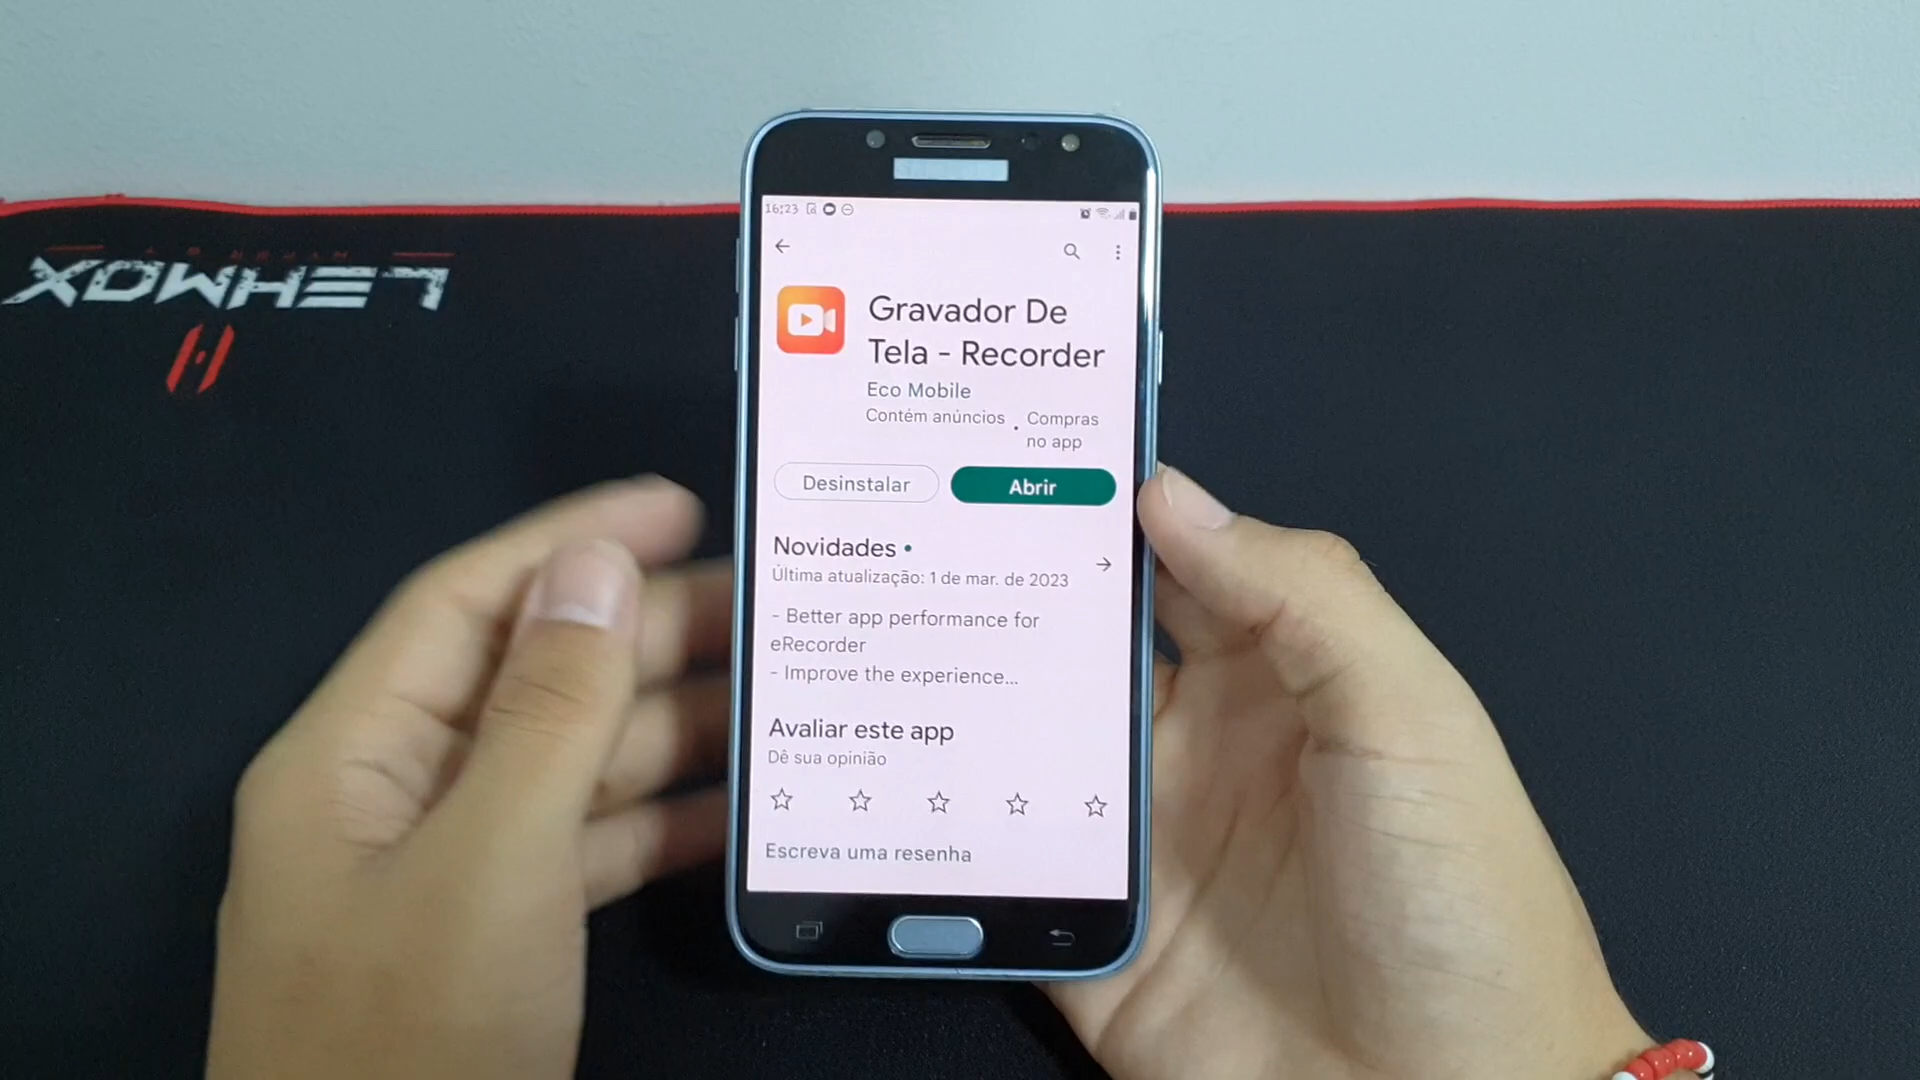 16:23
Gravador De
Tela - Recorder
Eco Mobile
Contém anúncios . Compras
no app
Desinstalar
Abrir
Novidades •
Última atualização: 1 de mar. de 2023
- Better app performance for
eRecorder
- Improve the experience...
Avaliar este app
Dê sua opinião
Escreva uma resenha
LEHMOX